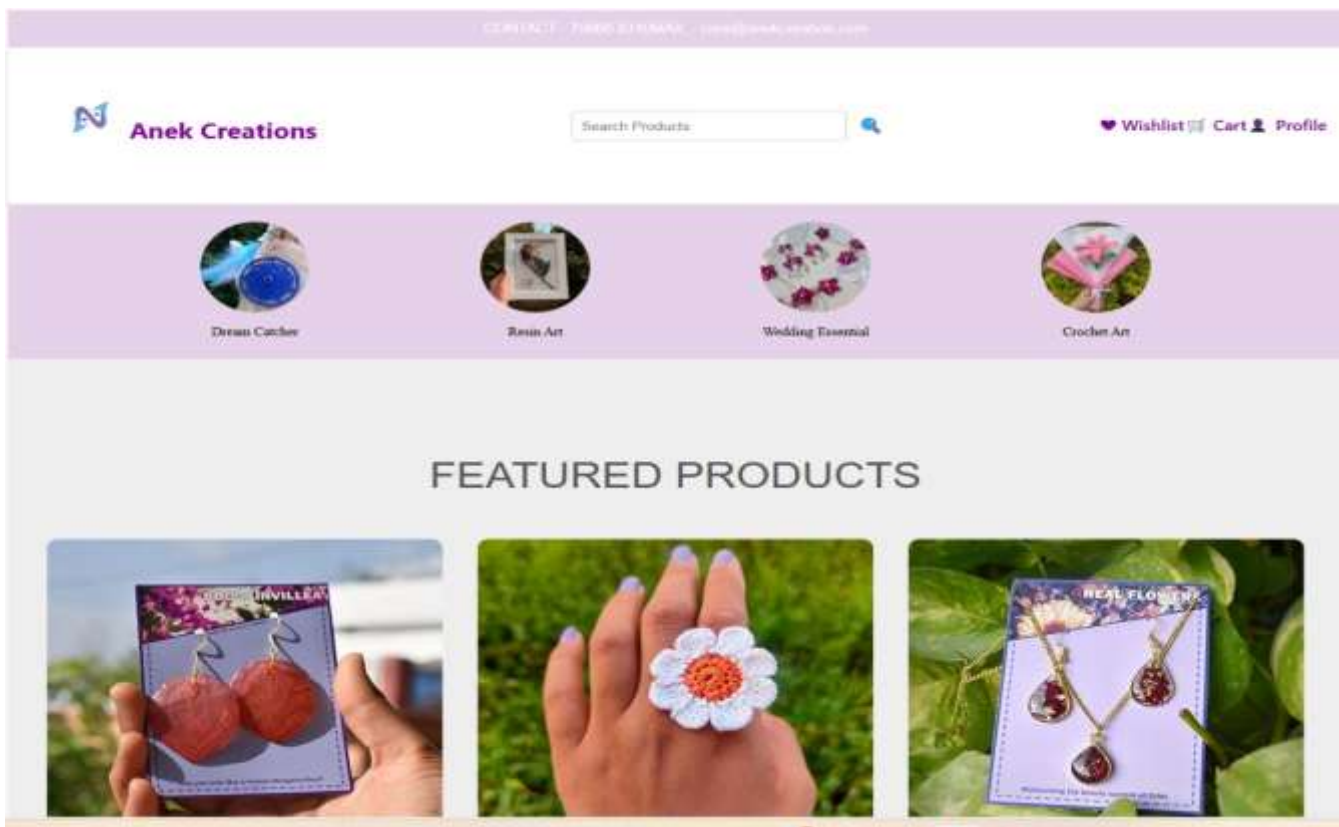 CONTACT
Anek Creations
Search Products
Wishlist Cart Profile
Dream Catcher
Resin Art
Wedding Essential
Crochet Art
FEATURED PRODUCTS
REAL FLOWER